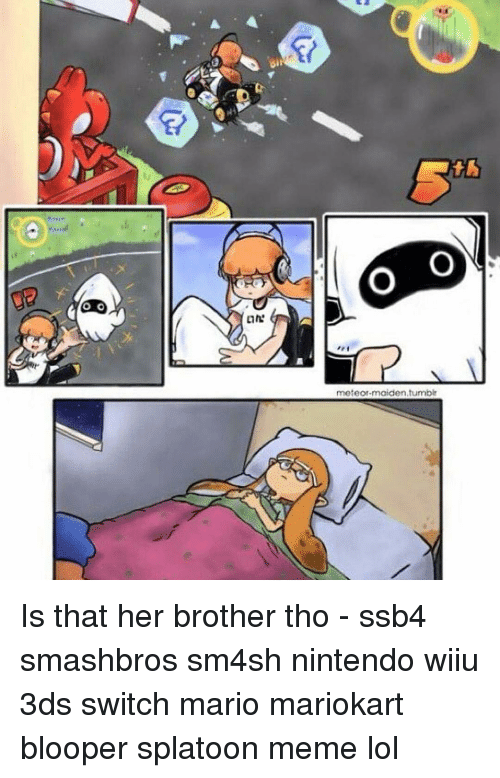 5th
!?
meteor-maiden.tumblr
Is that her brother tho - ssb4
smashbros sm4sh nintendo wiiu
3ds switch mario mariokart
blooper splatoon meme lol